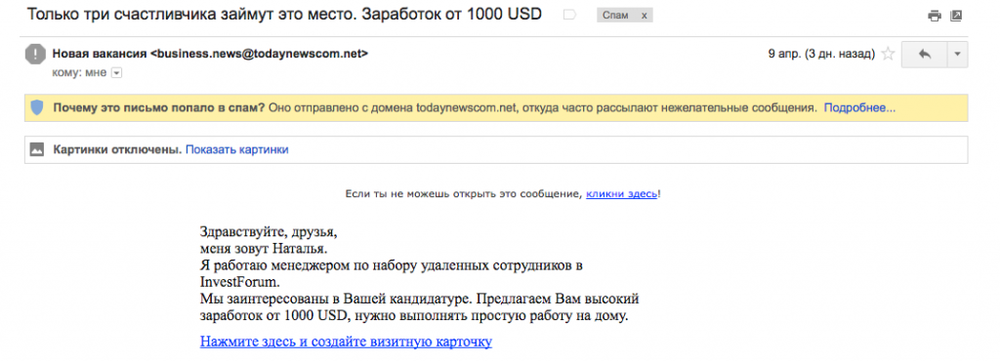 Только три счастливчика займут это место. Заработок от 1000 USD
Спам x
Новая вакансия <business.news@todaynewscom.net>
9 апр. (3 дн. назад)
кому: мне
Почему это письмо попало в спам? Оно отправлено с домена todaynewscom.net, откуда часто рассылают нежелательные сообщения. Подробнее...
Картинки отключены. Показать картинки
Если ты не можешь открыть это сообщение, кликни здесь!
Здравствуйте, друзья,
меня зовут Наталья.
Я работаю менеджером по набору удаленных сотрудников в
InvestForum.
Мы заинтересованы в Вашей кандидатуре. Предлагаем Вам высокий
заработок от 1000 USD, нужно выполнять простую работу на дому.
Нажмите здесь и создайте визитную карточку